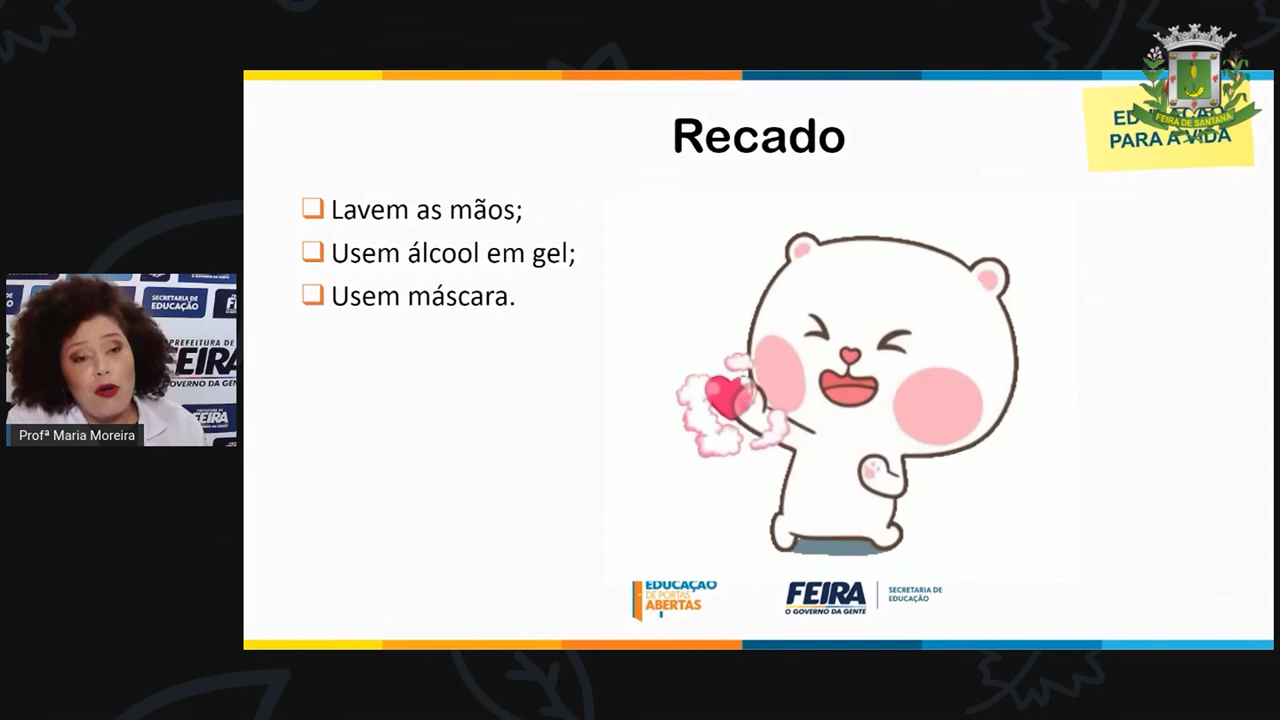 Recado
EDUCAÇÃO
PARA A VIDA
FEIRA DE SANTANA
Lavem as mãos;
Usem álcool em gel;
Usem máscara.
SECRETARIA DE
EDUCAÇÃO
PREFEITURA DE
FEIRA
GOVERNO DA GENTE
FEIRA
Profª Maria Moreira
EDUCAÇÃO
DE PORTAS
ABERTAS
FEIRA
O GOVERNO DA GENTE
SECRETARIA DE
EDUCAÇÃO